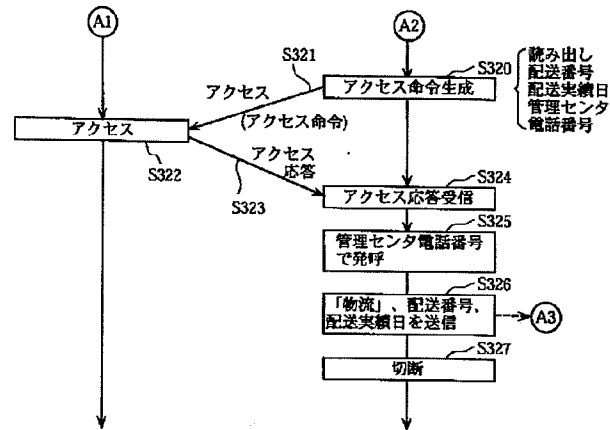 A1
A2
S320
読み出し
配送番号
配送実績日
管理センタ
電話番号
S321
アクセス命令生成
アクセス
(アクセス命令)
アクセス
S322
アクセス
応答
S323
S324
アクセス応答受信
S325
管理センタ電話番号
で発呼
S326
「物流」、配送番号、
配送実績日を送信
A3
S327
切断